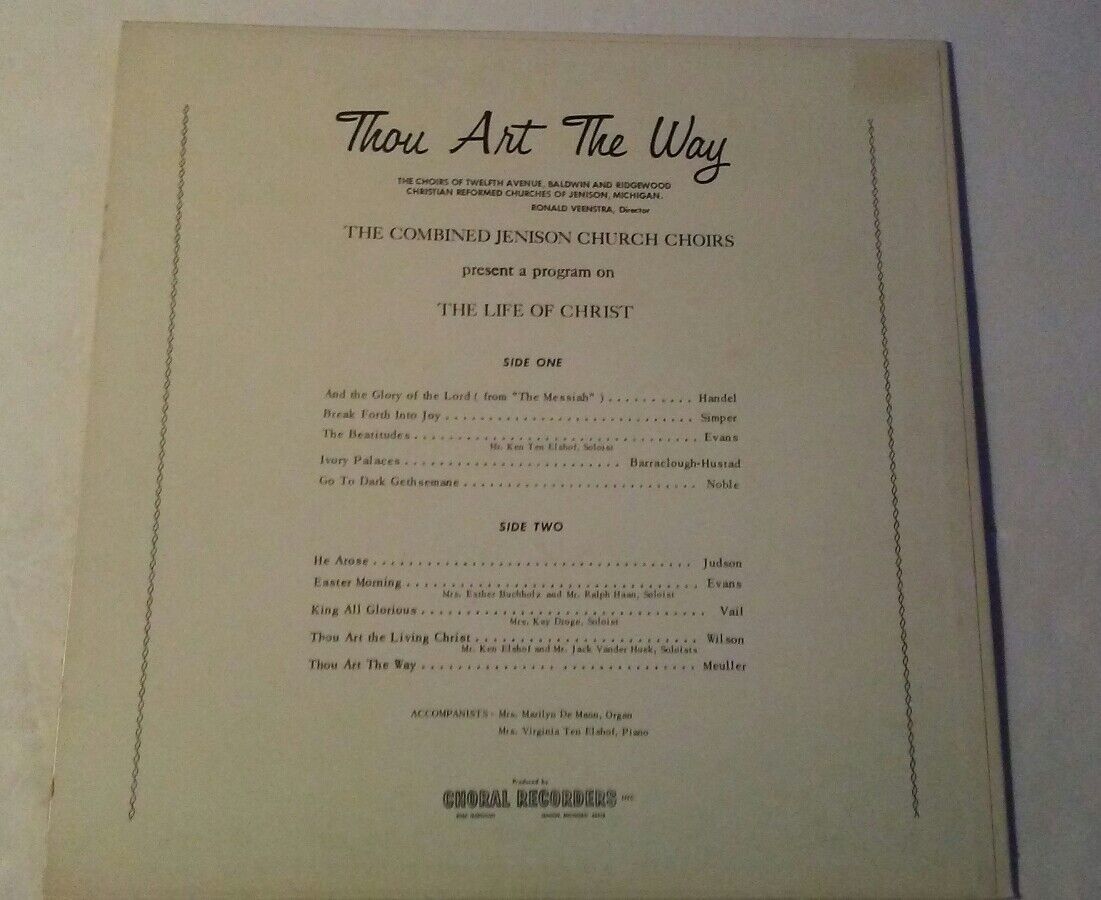 Thou Art The Way
THE CHOIRS OF TWELFTH AVENUE, BALDWIN AND RIDGEWOOD
CHRISTIAN REFORMED CHURCHES OF JENISON, MICHIGAN.
RONALD VEENSTRA, Director
THE COMBINED JENISON CHURCH CHOIRS
present a program on
THE LIFE OF CHRIST
SIDE ONE
And the Glory of the Lord ( from "The Messiah" ) . . . . . . . . . . Handel
Break Forth Into Joy . . . . . . . . . . . . . . . . . . . . . . . . . . . . Simper
The Beatitudes . . . . . . . . . . . . . . . . . . . . . . . . . . . . . . . Evans
Mr. Ken Ten Elshof, Soloist
Ivory Palaces . . . . . . . . . . . . . . . . . . . . . . . . Barraclough-Hustad
Go To Dark Gethsemane . . . . . . . . . . . . . . . . . . . . . . . . . . Noble
SIDE TWO
He Arose . . . . . . . . . . . . . . . . . . . . . . . . . . . . . . . . . . Judson
Easter Morning . . . . . . . . . . . . . . . . . . . . . . . . . . . . . . . Evans
Mrs. Esther Buchholz and Mr. Ralph Haan, Soloist
King All Glorious . . . . . . . . . . . . . . . . . . . . . . . . . . . . . . Vail
Mrs. Kay Dioge, Soloist
Thou Art the Living Christ . . . . . . . . . . . . . . . . . . . . . . . . Wilson
Mr. Ken Elshof and Mr. Jack Vander Husk, Soloists
Thou Art The Way . . . . . . . . . . . . . . . . . . . . . . . . . . . . . Meuller
ACCOMPANISTS - Mrs. Marilyn De Mann, Organ
Mrs. Virginia Ten Elshof, Piano
Produced by
CHORAL RECORDERS INC.